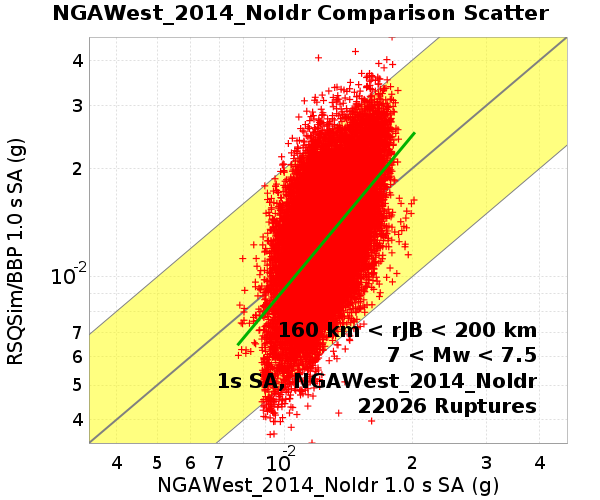 NGAWest_2014_NoIdr Comparison Scatter
RSQSim/BBP 1.0 s SA (g)
4
3
2
10-2
7
6
5
4
160 km < rJB < 200 km
7 < Mw < 7.5
1s SA, NGAWest_2014_NoIdr
22026 Ruptures
4 5 6 7 10-2 2 3 4
NGAWest_2014_NoIdr 1.0 s SA (g)